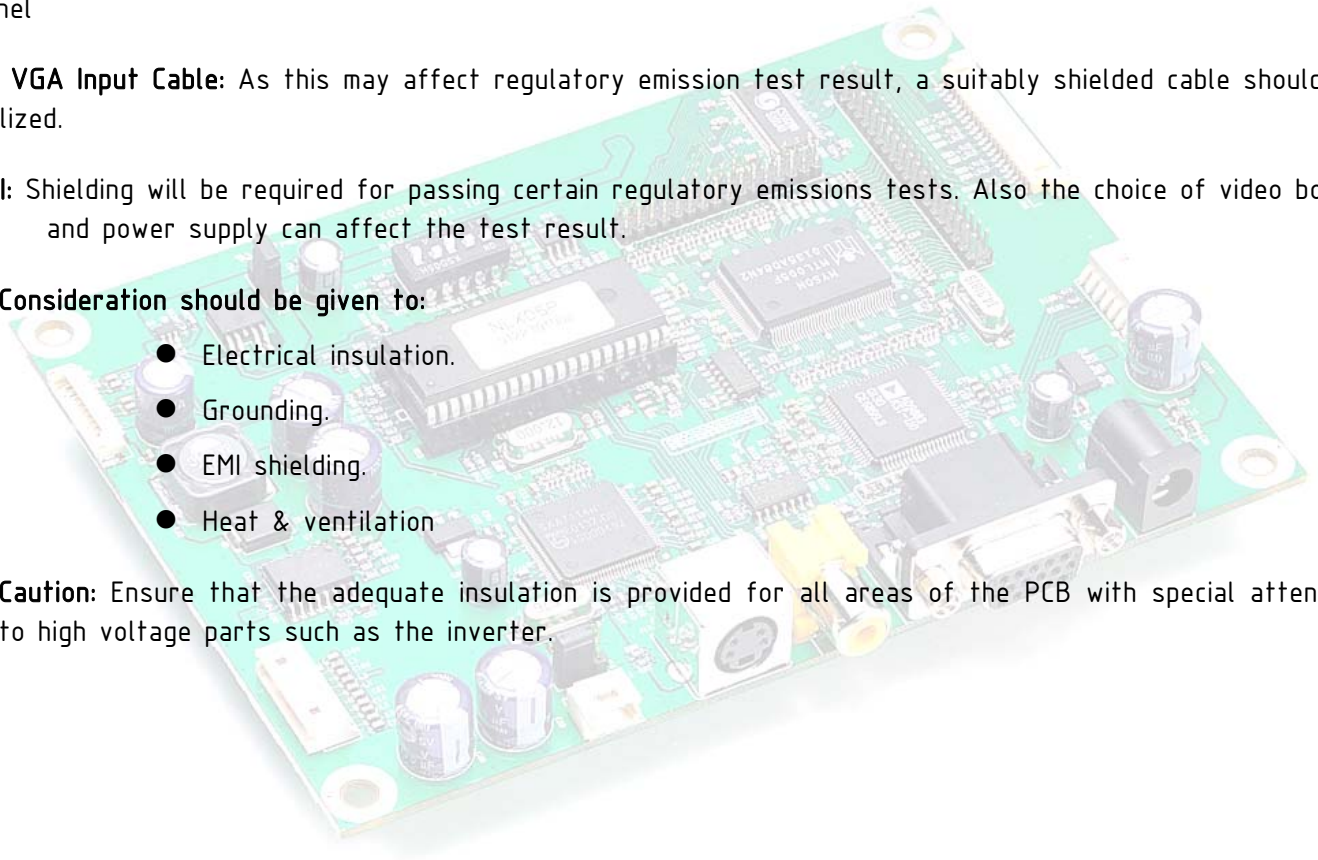 nel
VGA Input Cable: As this may affect regulatory emission test result, a suitably shielded cable should
lized.
I: Shielding will be required for passing certain regulatory emissions tests. Also the choice of video bo
and power supply can affect the test result.
Consideration should be given to:
● Electrical insulation.
● Grounding.
● EMI shielding.
● Heat & ventilation
Caution: Ensure that the adequate insulation is provided for all areas of the PCB with special atten
to high voltage parts such as the inverter.